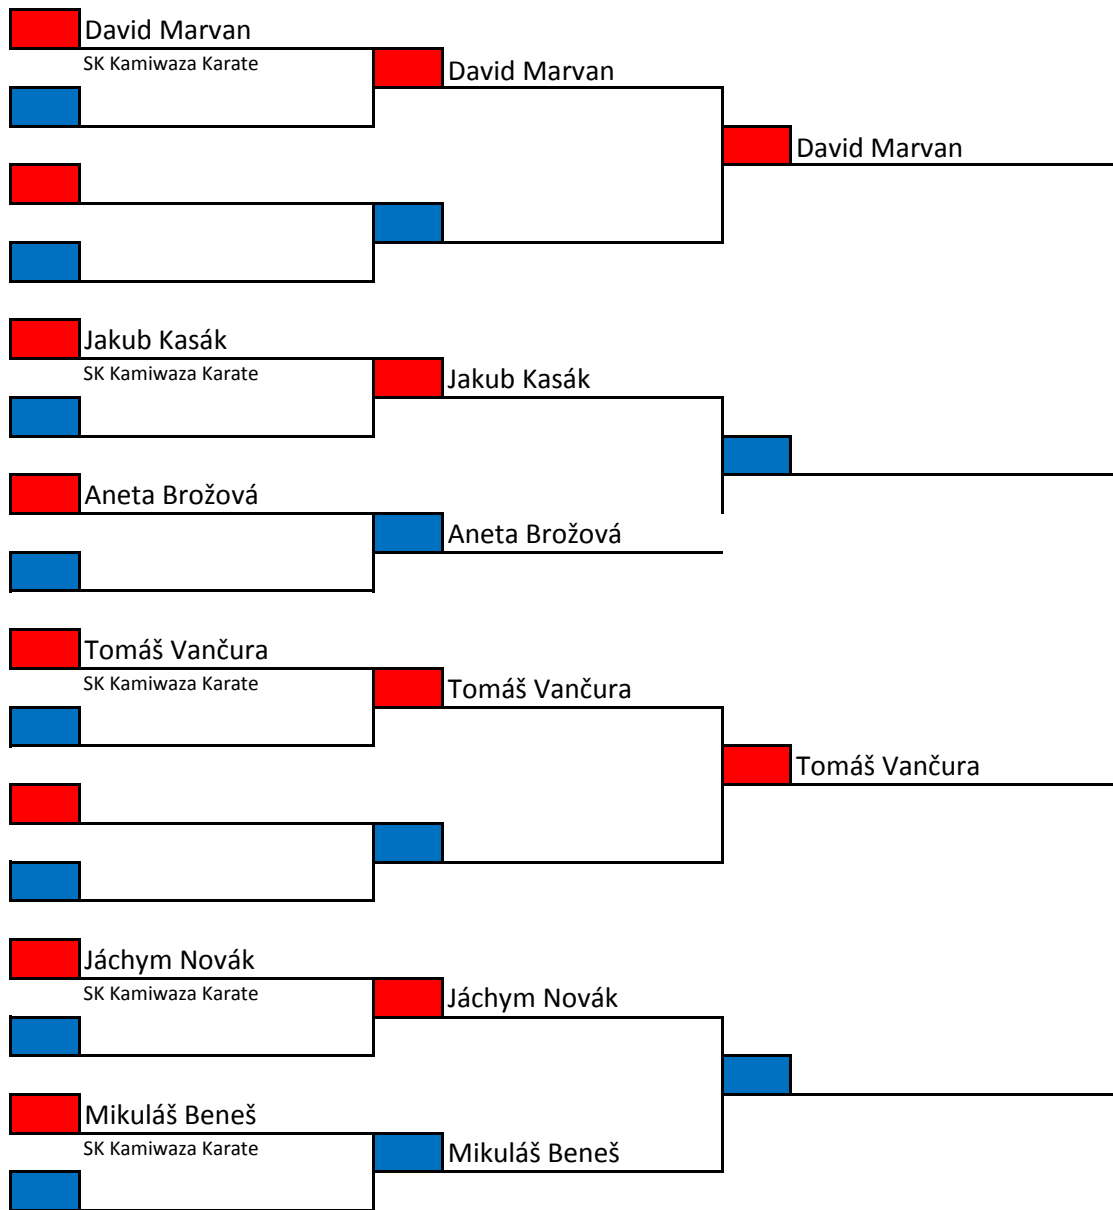 David Marvan
SK Kamiwaza Karate
David Marvan
David Marvan
Jakub Kasák
SK Kamiwaza Karate
Jakub Kasák
Aneta Brožová
Aneta Brožová
Tomáš Vančura
SK Kamiwaza Karate
Tomáš Vančura
Tomáš Vančura
Jáchym Novák
SK Kamiwaza Karate
Jáchym Novák
Mikuláš Beneš
SK Kamiwaza Karate
Mikuláš Beneš